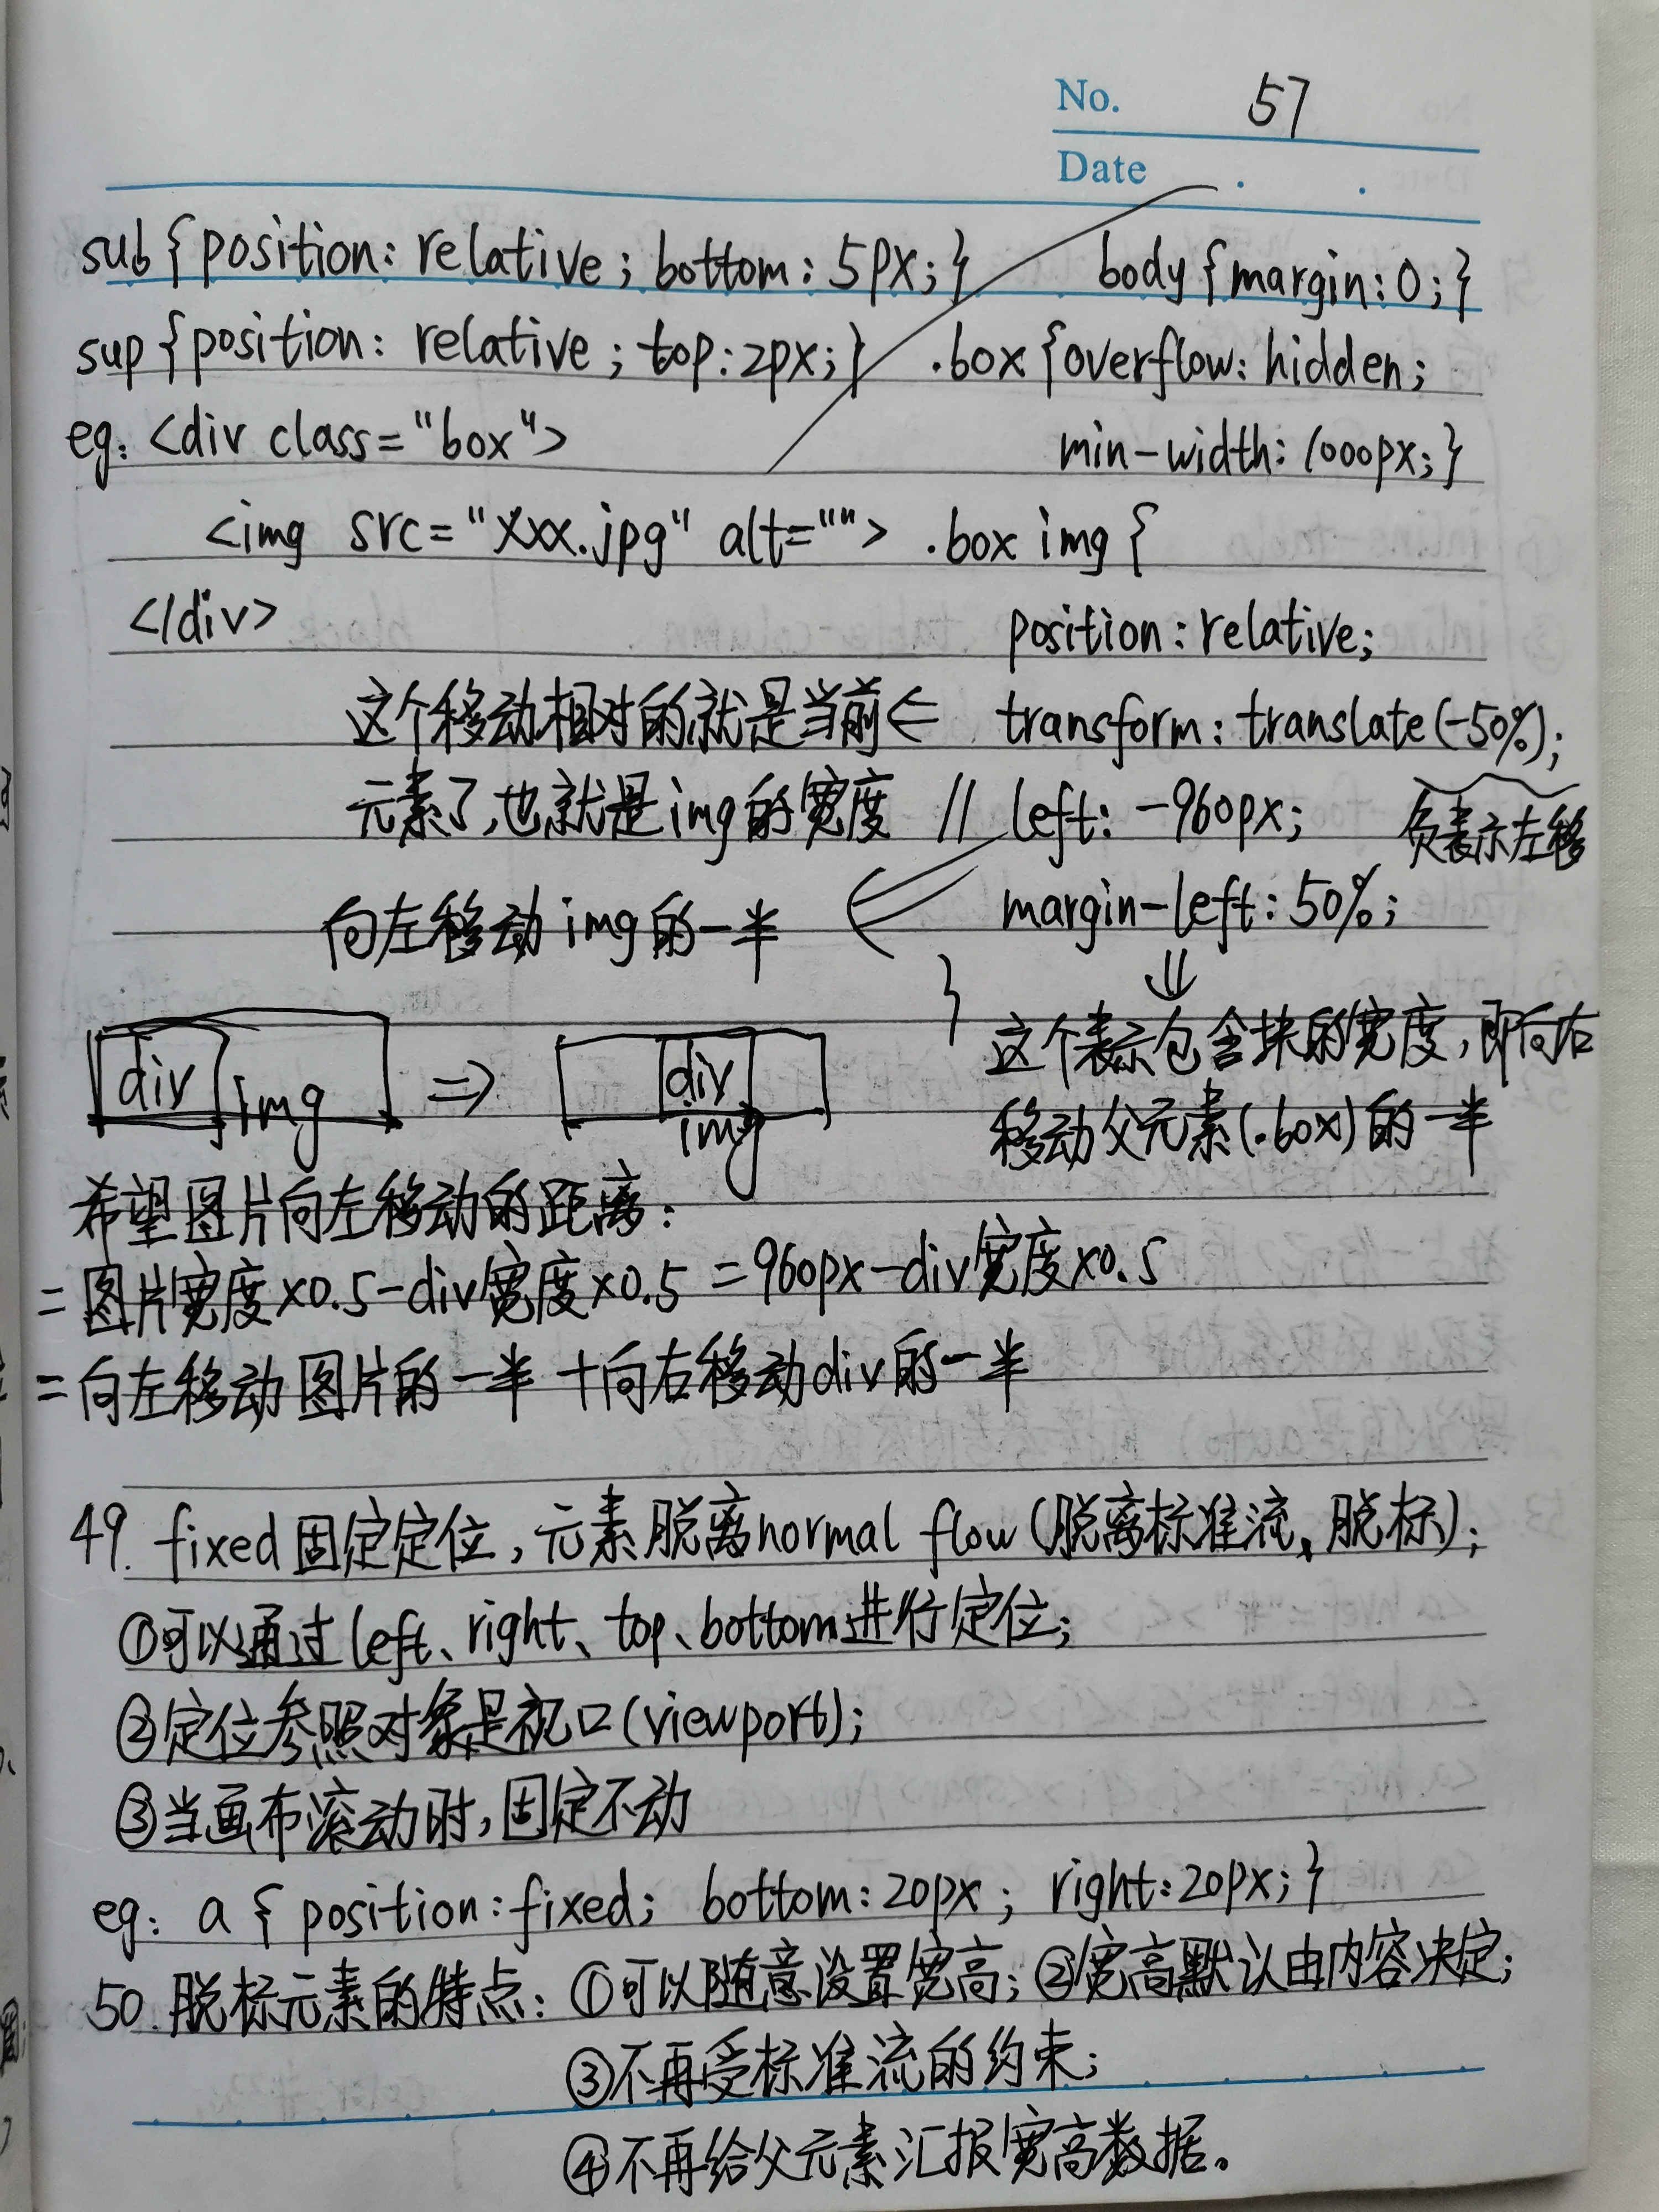 No. 57
Date
sub{position: relative; bottom: 5px;} body{margin: 0;}
sup{position: relative; top: 2px;} .box{overflow: hidden;
eg: <div class="box"> min-width: 1000px;}
<img src="xxx.jpg" alt=""> .box img {
</div> position: relative;
这个移动相对的就是当前 ⇐ transform: translate(-50%);
元素了,也就是img的宽度 // left: -960px; 负表示左移
向左移动img的一半 ⇐ margin-left: 50%;
} ⇓
这个表示包含块的宽度,即向右
移动父元素(.box)的一半
div img ⇒ div img
希望图片向左移动的距离:
= 图片宽度×0.5-div宽度×0.5 = 960px-div宽度×0.5
= 向左移动图片的一半 + 向右移动div的一半
49. fixed固定定位,元素脱离normal flow(脱离标准流、脱标);
①可以通过left、right、top、bottom进行定位;
②定位参照对象是视口(viewport);
③当画布滚动时,固定不动
eg: a { position: fixed; bottom: 20px; right: 20px; }
50. 脱标元素的特点: ①可以随意设置宽高; ②宽高默认由内容决定;
③不再受标准流的约束;
④不再给父元素汇报宽高数据。